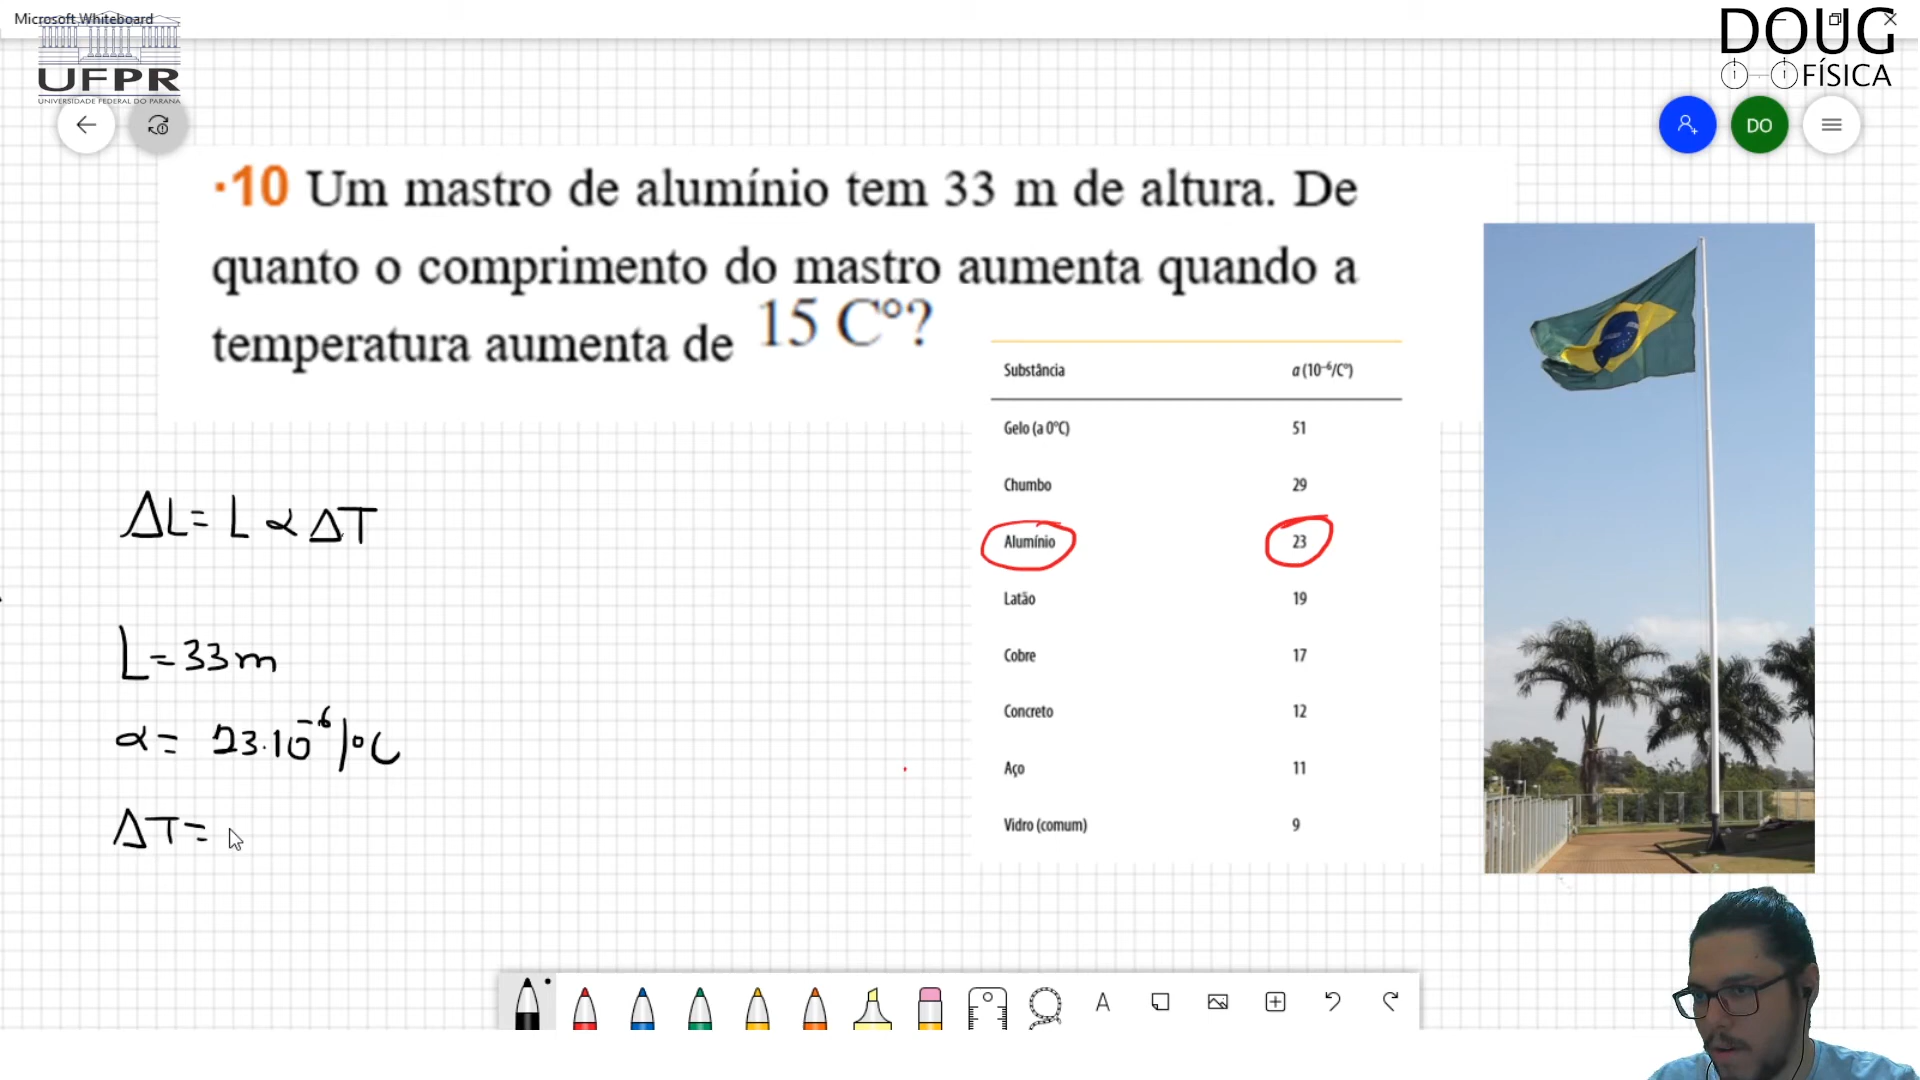 Microsoft Whiteboard
UFPR
UNIVERSIDADE FEDERAL DO PARANÁ
DOUG
FÍSICA
DO
·10 Um mastro de alumínio tem 33 m de altura. De
quanto o comprimento do mastro aumenta quando a
temperatura aumenta de 15 C°?
Substância α (10⁻⁶/C°)
Gelo (a 0°C) 51
Chumbo 29
Alumínio 23
Latão 19
Cobre 17
Concreto 12
Aço 11
Vidro (comum) 9
ΔL = L α ΔT
L = 33 m
α = 23·10⁻⁶/°C
ΔT =
A